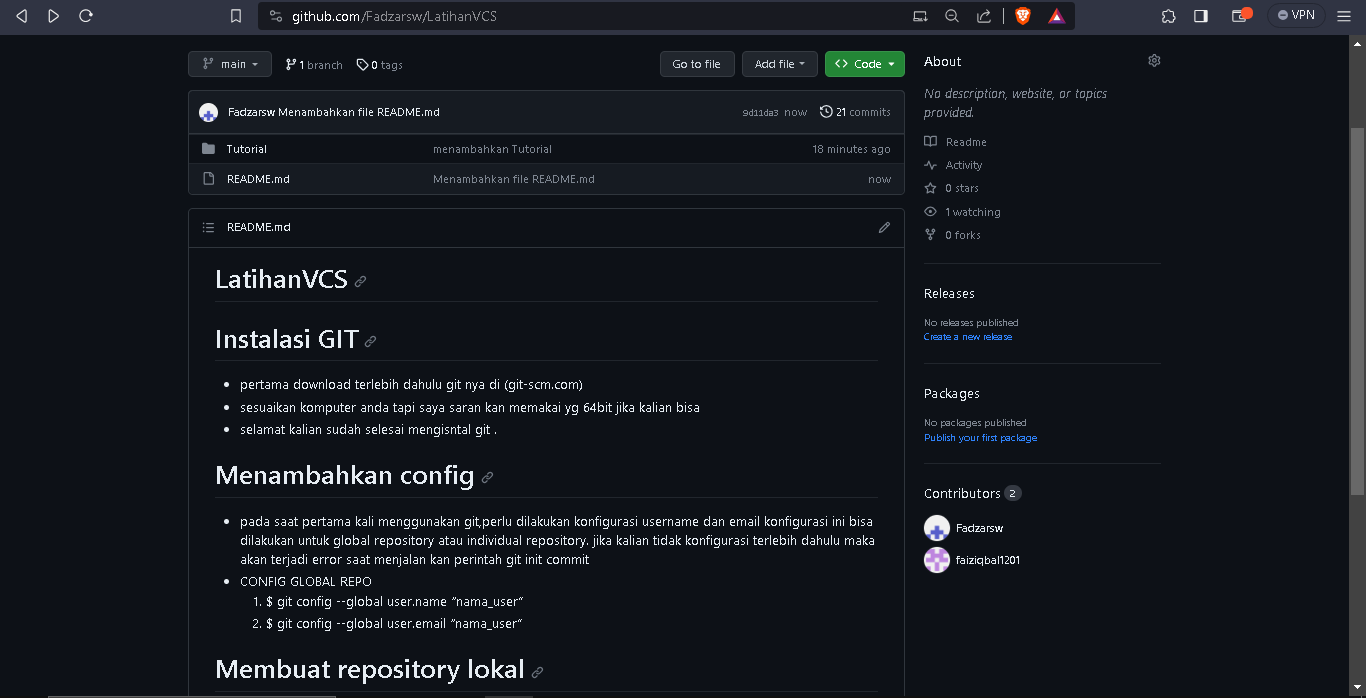 github.com/Fadzarsw/LatihanVCS
VPN
main
1 branch
0 tags
Go to file
Add file
Code
Fadzarsw Menambahkan file README.md
9d11da3 now
21 commits
Tutorial
menambahkan Tutorial
18 minutes ago
README.md
Menambahkan file README.md
now
README.md
LatihanVCS
Instalasi GIT
pertama download terlebih dahulu git nya di (git-scm.com)
sesuaikan komputer anda tapi saya saran kan memakai yg 64bit jika kalian bisa
selamat kalian sudah selesai mengisntal git .
Menambahkan config
pada saat pertama kali menggunakan git,perlu dilakukan konfigurasi username dan email konfigurasi ini bisa
dilakukan untuk global repository atau individual repository. jika kalian tidak konfigurasi terlebih dahulu maka
akan terjadi error saat menjalan kan perintah git init commit
CONFIG GLOBAL REPO
1. $ git config --global user.name "nama_user"
2. $ git config --global user.email "nama_user"
Membuat repository lokal
About
No description, website, or topics
provided.
Readme
Activity
0 stars
1 watching
0 forks
Releases
No releases published
Create a new release
Packages
No packages published
Publish your first package
Contributors 2
Fadzarsw
faiziqbal1201